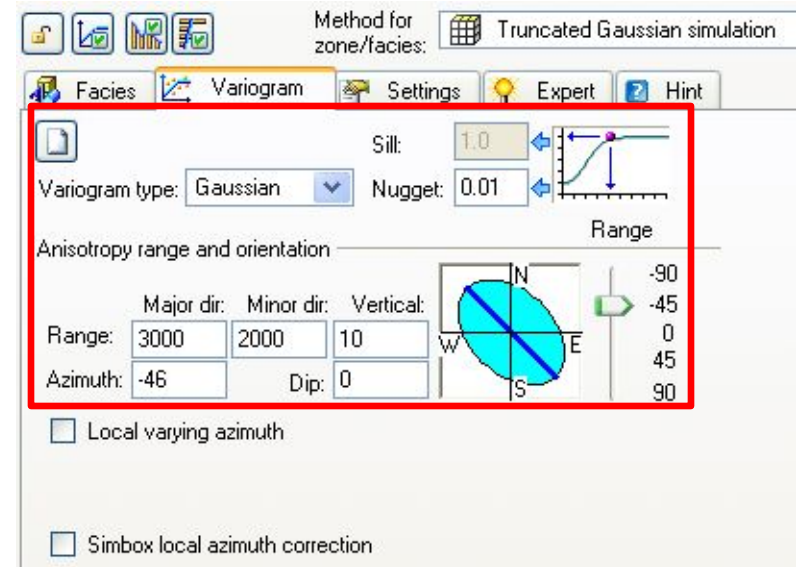 Method for zone/facies: Truncated Gaussian simulation
Facies Variogram Settings Expert Hint
Sill: 1.0
Variogram type: Gaussian Nugget: 0.01
Range
Anisotropy range and orientation
Major dir: Minor dir: Vertical:
Range: 3000 2000 10
Azimuth: -46 Dip: 0
N
W E
S
-90
-45
0
45
90
Local varying azimuth
Simbox local azimuth correction